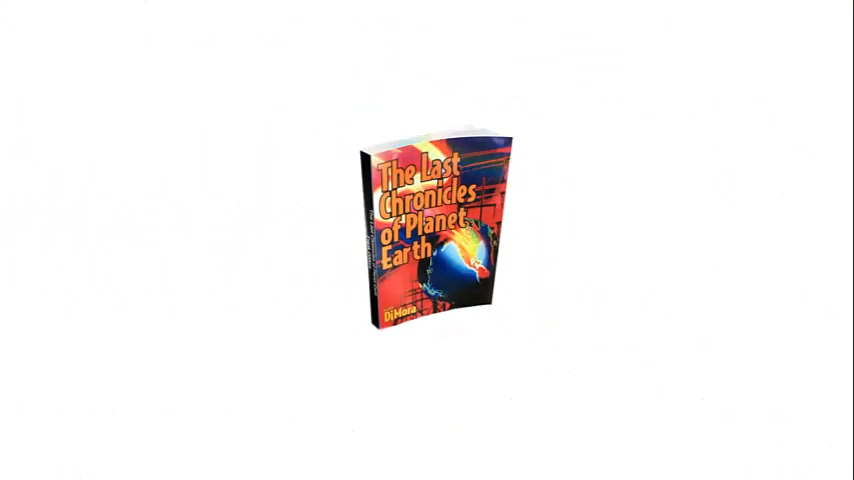 The Last
Chronicles
of Planet
Earth
DiMora